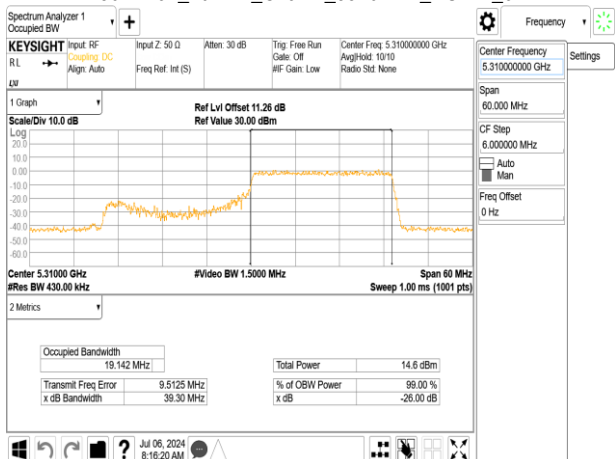 Spectrum Analyzer 1
Occupied BW
+
Frequency
KEYSIGHT
RL
LXI
Input: RF
Coupling: DC
Align: Auto
Input Z: 50 Ω
Freq Ref: Int (S)
Atten: 30 dB
Trig: Free Run
Gate: Off
#IF Gain: Low
Center Freq: 5.310000000 GHz
Avg|Hold: 10/10
Radio Std: None
Center Frequency
5.310000000 GHz
Settings
Span
60.000 MHz
CF Step
6.000000 MHz
Auto
Man
Freq Offset
0 Hz
1 Graph
Scale/Div 10.0 dB
Ref Lvl Offset 11.26 dB
Ref Value 30.00 dBm
Log
20.0
10.0
0.00
-10.0
-20.0
-30.0
-40.0
-50.0
-60.0
Center 5.31000 GHz
#Res BW 430.00 kHz
#Video BW 1.5000 MHz
Span 60 MHz
Sweep 1.00 ms (1001 pts)
2 Metrics
Occupied Bandwidth
19.142 MHz
Transmit Freq Error 9.5125 MHz
x dB Bandwidth 39.30 MHz
Total Power 14.6 dBm
% of OBW Power 99.00 %
x dB -26.00 dB
?
Jul 06, 2024
8:16:20 AM